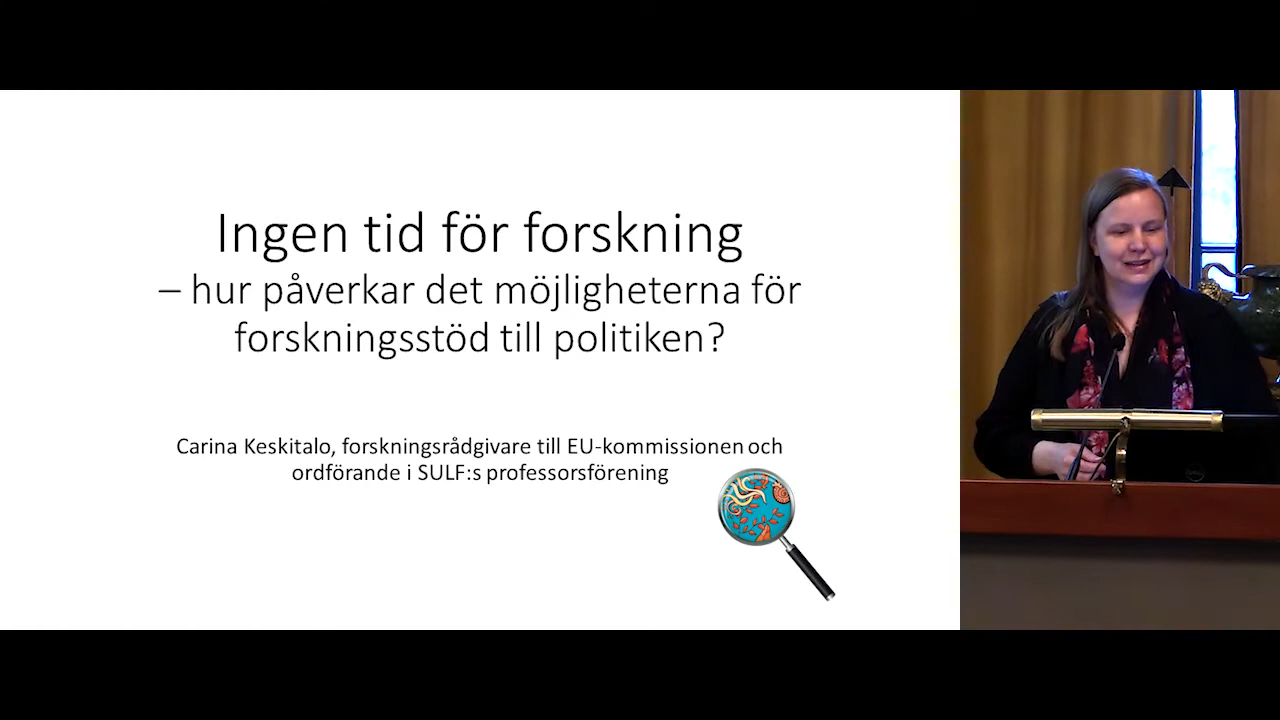 Ingen tid för forskning
– hur påverkar det möjligheterna för
forskningsstöd till politiken?
Carina Keskitalo, forskningsrådgivare till EU-kommissionen och
ordförande i SULF:s professorsförening